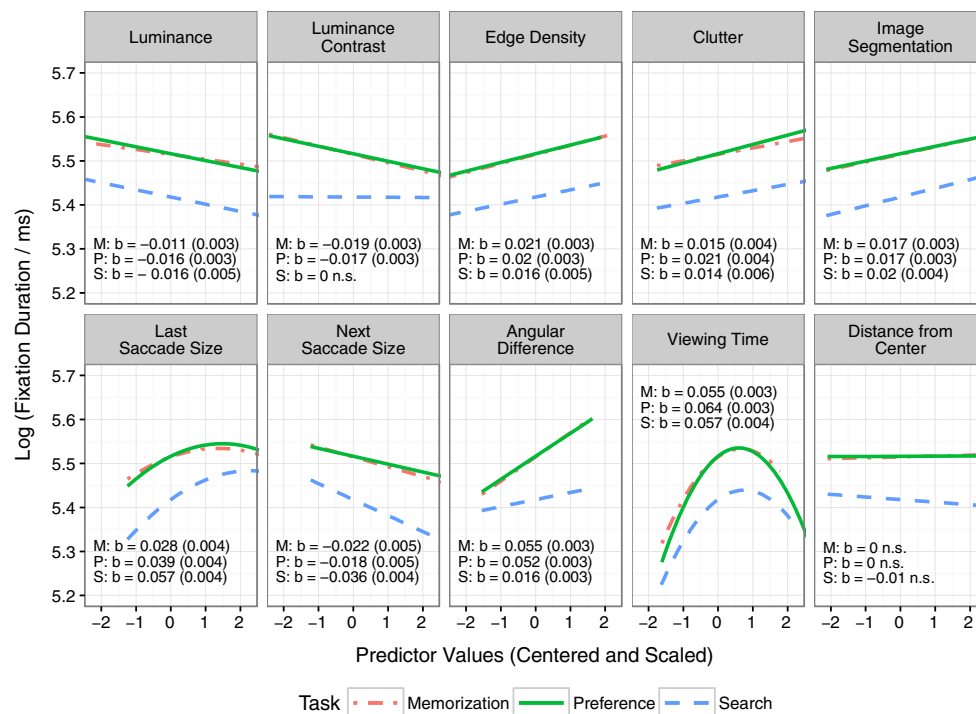 Luminance
Luminance
Contrast
Edge Density
Clutter
Image
Segmentation
5.7
5.6
5.5
5.4
5.3
5.2
M: b = −0.011 (0.003)
P: b = −0.016 (0.003)
S: b = − 0.016 (0.005)
M: b = −0.019 (0.003)
P: b = −0.017 (0.003)
S: b = 0 n.s.
M: b = 0.021 (0.003)
P: b = 0.02 (0.003)
S: b = 0.016 (0.005)
M: b = 0.015 (0.004)
P: b = 0.021 (0.004)
S: b = 0.014 (0.006)
M: b = 0.017 (0.003)
P: b = 0.017 (0.003)
S: b = 0.02 (0.004)
Log (Fixation Duration / ms)
Last
Saccade Size
Next
Saccade Size
Angular
Difference
Viewing Time
Distance from
Center
5.7
5.6
5.5
5.4
5.3
5.2
M: b = 0.028 (0.004)
P: b = 0.039 (0.004)
S: b = 0.057 (0.004)
M: b = −0.022 (0.005)
P: b = −0.018 (0.005)
S: b = −0.036 (0.004)
M: b = 0.055 (0.003)
P: b = 0.052 (0.003)
S: b = 0.016 (0.003)
M: b = 0.055 (0.003)
P: b = 0.064 (0.003)
S: b = 0.057 (0.004)
M: b = 0 n.s.
P: b = 0 n.s.
S: b = −0.01 n.s.
−2 −1 0 1 2 −2 −1 0 1 2 −2 −1 0 1 2 −2 −1 0 1 2 −2 −1 0 1 2
Predictor Values (Centered and Scaled)
Task Memorization Preference Search